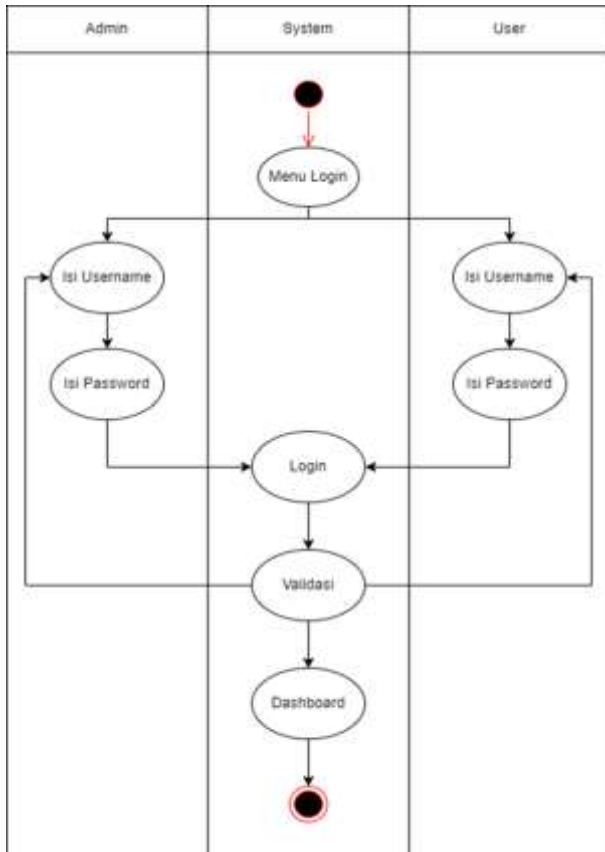 Admin
System
User
Menu Login
Isi Username
Isi Username
Isi Password
Isi Password
Login
Validasi
Dashboard